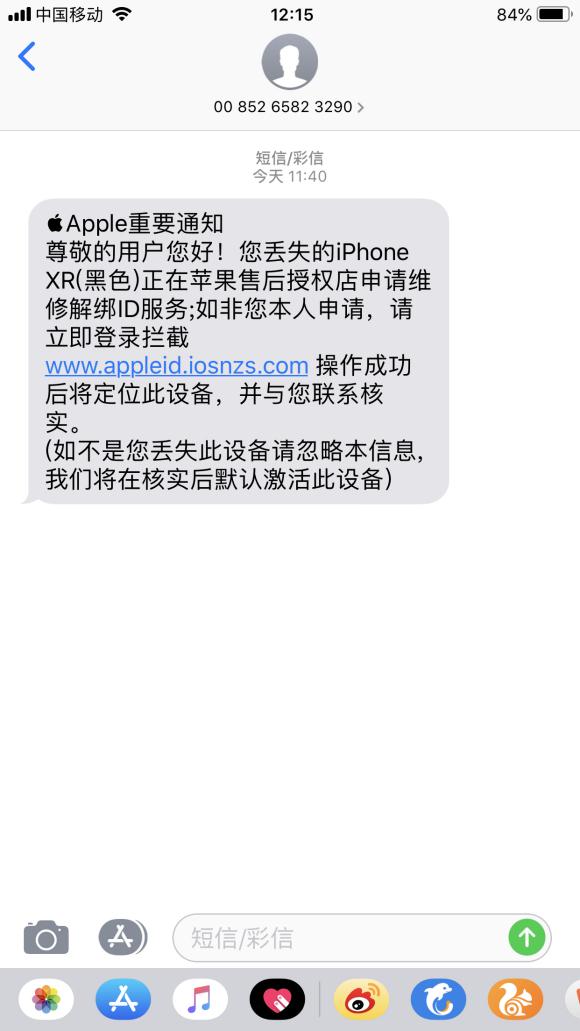 中国移动
12:15
84%
00 852 6582 3290
短信/彩信
今天 11:40
Apple重要通知
尊敬的用户您好！您丢失的iPhone
XR(黑色)正在苹果售后授权店申请维
修解绑ID服务;如非您本人申请，请
立即登录拦截
www.appleid.iosnzs.com 操作成功
后将定位此设备，并与您联系核
实。
(如不是您丢失此设备请忽略本信息,
我们将在核实后默认激活此设备)
短信/彩信